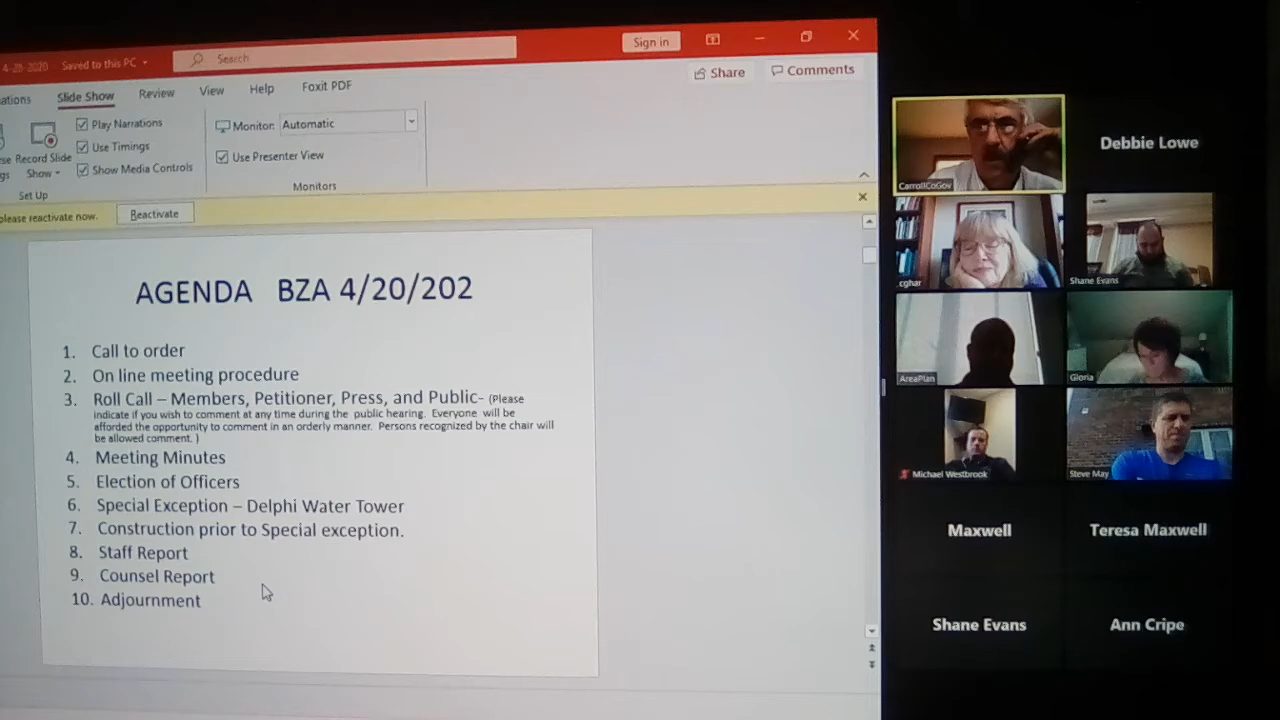 4-20-2020 Saved to this PC
Search
Sign in
Slide Show
Review
View
Help
Foxit PDF
Share
Comments
Record Slide
Show
Play Narrations
Use Timings
Show Media Controls
Set Up
Monitor: Automatic
Use Presenter View
Monitors
please reactivate now.
Reactivate
AGENDA BZA 4/20/202
1. Call to order
2. On line meeting procedure
3. Roll Call – Members, Petitioner, Press, and Public- (Please
indicate if you wish to comment at any time during the public hearing. Everyone will be
afforded the opportunity to comment in an orderly manner. Persons recognized by the chair will
be allowed comment. )
4. Meeting Minutes
5. Election of Officers
6. Special Exception – Delphi Water Tower
7. Construction prior to Special exception.
8. Staff Report
9. Counsel Report
10. Adjournment
CarrollCoGov
Debbie Lowe
cghar
Shane Evans
AreaPlan
Gloria
Michael Westbrook
Steve May
Maxwell
Teresa Maxwell
Shane Evans
Ann Cripe